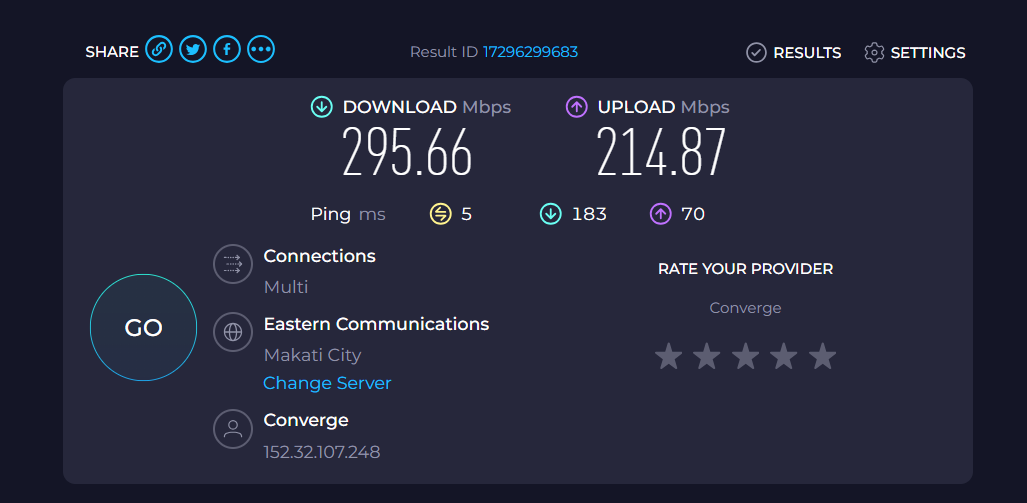 SHARE Result ID 17296299683 RESULTS SETTINGS
DOWNLOAD Mbps UPLOAD Mbps
295.66 214.87
Ping ms 5 183 70
Connections
Multi
Eastern Communications
Makati City
Change Server
Converge
152.32.107.248
GO
RATE YOUR PROVIDER
Converge